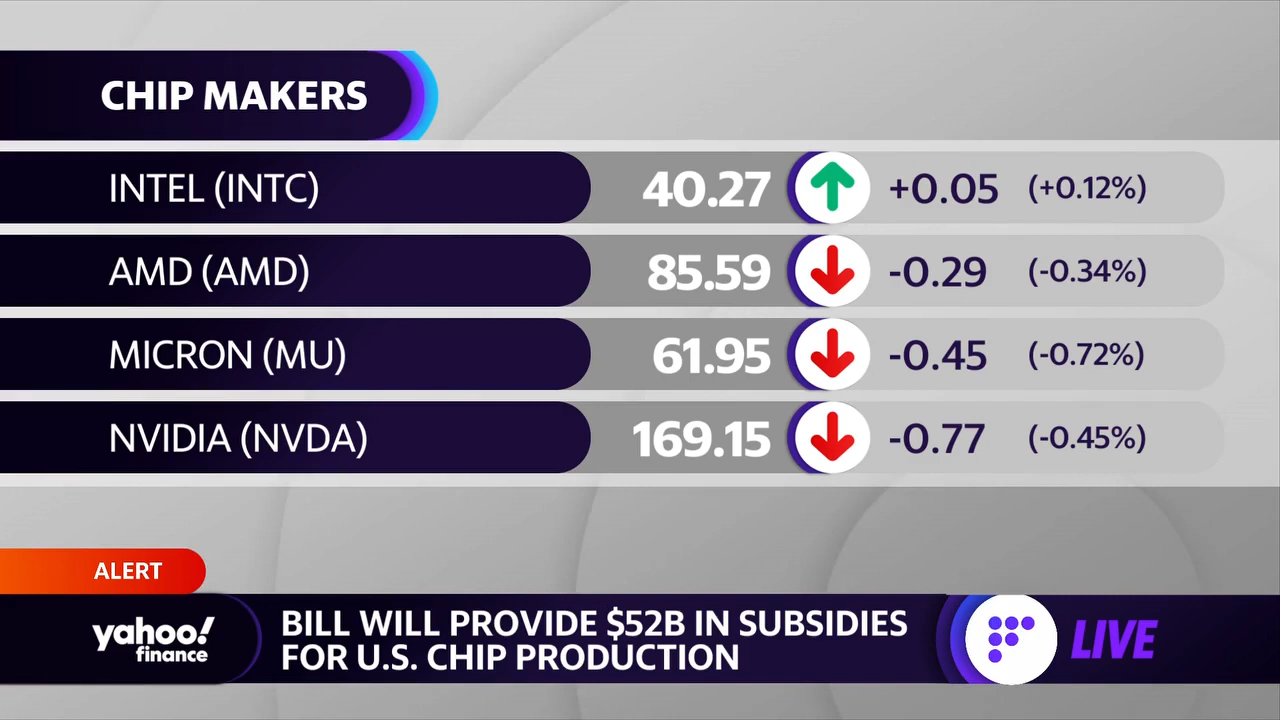 CHIP MAKERS
INTEL (INTC) 40.27 +0.05 (+0.12%)
AMD (AMD) 85.59 -0.29 (-0.34%)
MICRON (MU) 61.95 -0.45 (-0.72%)
NVIDIA (NVDA) 169.15 -0.77 (-0.45%)
ALERT
yahoo!
finance
BILL WILL PROVIDE $52B IN SUBSIDIES
FOR U.S. CHIP PRODUCTION
LIVE